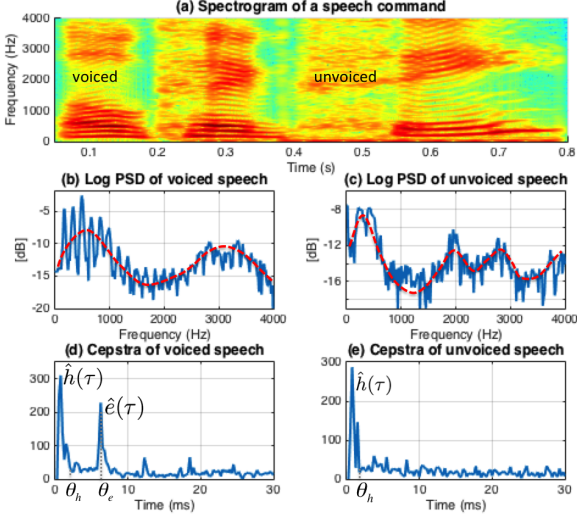 (a) Spectrogram of a speech command
Frequency (Hz)
4000
3000
2000
1000
0
voiced
unvoiced
0.1 0.2 0.3 0.4 0.5 0.6 0.7 0.8
Time (s)
(b) Log PSD of voiced speech
[dB]
-5
-10
-15
-20
0 1000 2000 3000 4000
Frequency (Hz)
(c) Log PSD of unvoiced speech
[dB]
-8
-12
-16
0 1200 2400 4000
Frequency (Hz)
(d) Cepstra of voiced speech
300
200
100
0
ĥ(τ)
ê(τ)
0 10 20 30
θh θe
Time (ms)
(e) Cepstra of unvoiced speech
300
200
100
0
ĥ(τ)
0 10 20 30
θh
Time (ms)